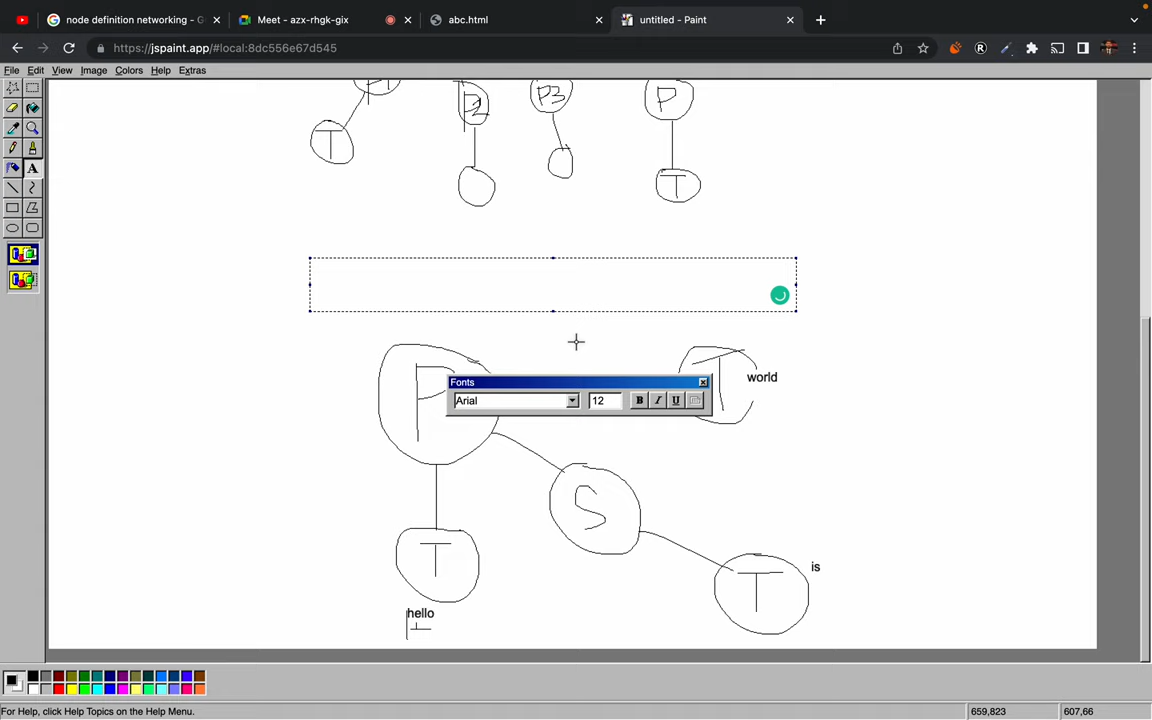 node definition networking - G
Meet - azx-rhgk-gix
abc.html
untitled - Paint
https://jspaint.app/#local:8dc556e67d545
File Edit View Image Colors Help Extras
P1
P2
P3
P
T
T
Fonts
Arial
12
B I U
P
T
world
S
T
is
T
hello
For Help, click Help Topics on the Help Menu.
659,823
607,66